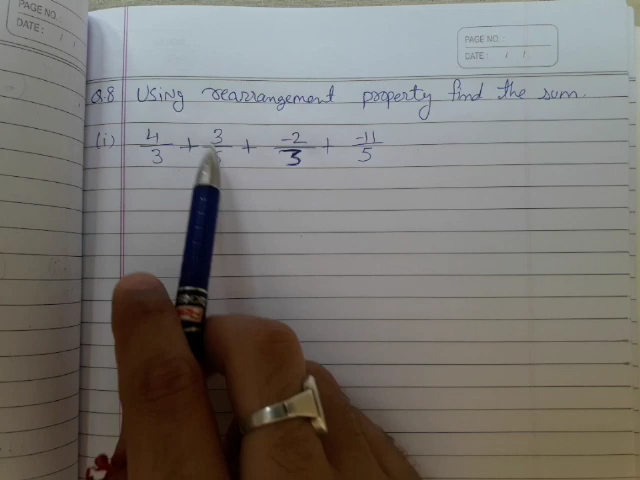 PAGE NO.
DATE: / /
PAGE NO.
DATE: / /
Q.8 Using rearrangement property find the sum.
(i) 4/3 + 3/ + -2/3 + -11/5